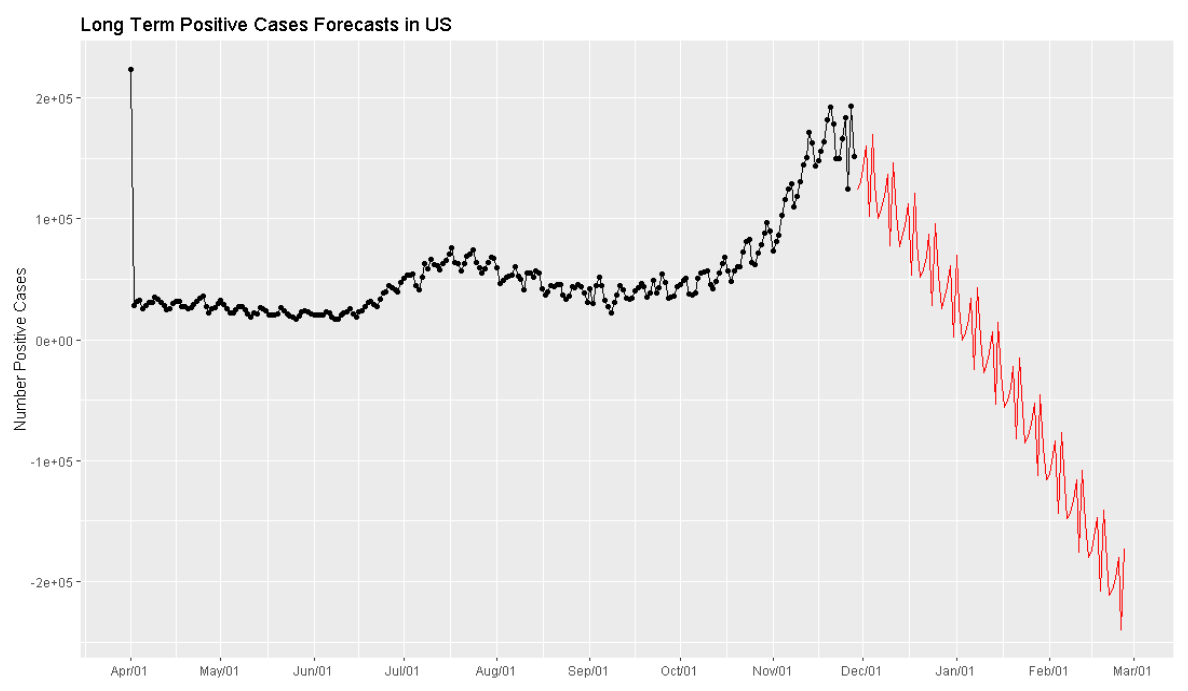 Long Term Positive Cases Forecasts in US
Number Positive Cases
2e+05
1e+05
0e+00
-1e+05
-2e+05
Apr/01 May/01 Jun/01 Jul/01 Aug/01 Sep/01 Oct/01 Nov/01 Dec/01 Jan/01 Feb/01 Mar/01